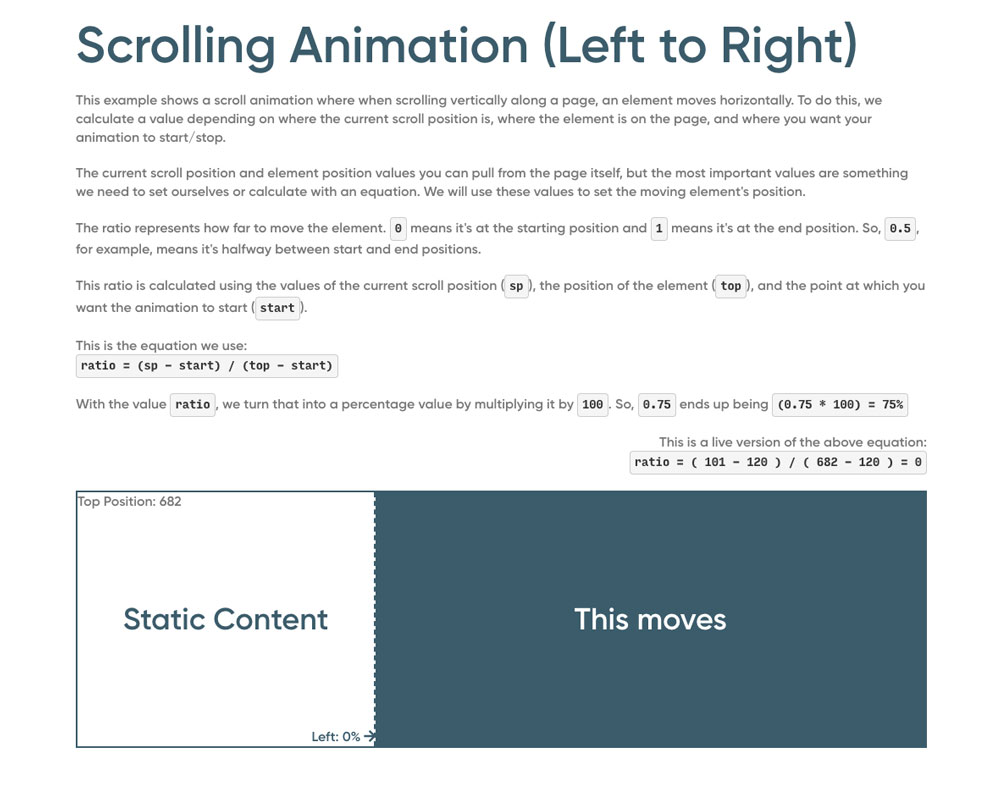 Scrolling Animation (Left to Right)
This example shows a scroll animation where when scrolling vertically along a page, an element moves horizontally. To do this, we
calculate a value depending on where the current scroll position is, where the element is on the page, and where you want your
animation to start/stop.
The current scroll position and element position values you can pull from the page itself, but the most important values are something
we need to set ourselves or calculate with an equation. We will use these values to set the moving element's position.
The ratio represents how far to move the element. 0 means it's at the starting position and 1 means it's at the end position. So, 0.5,
for example, means it's halfway between start and end positions.
This ratio is calculated using the values of the current scroll position (sp), the position of the element (top), and the point at which you
want the animation to start (start).
This is the equation we use:
ratio = (sp − start) / (top − start)
With the value ratio, we turn that into a percentage value by multiplying it by 100. So, 0.75 ends up being (0.75 * 100) = 75%
This is a live version of the above equation:
ratio = ( 101 − 120 ) / ( 682 − 120 ) = 0
Top Position: 682
Static Content
This moves
Left: 0% →